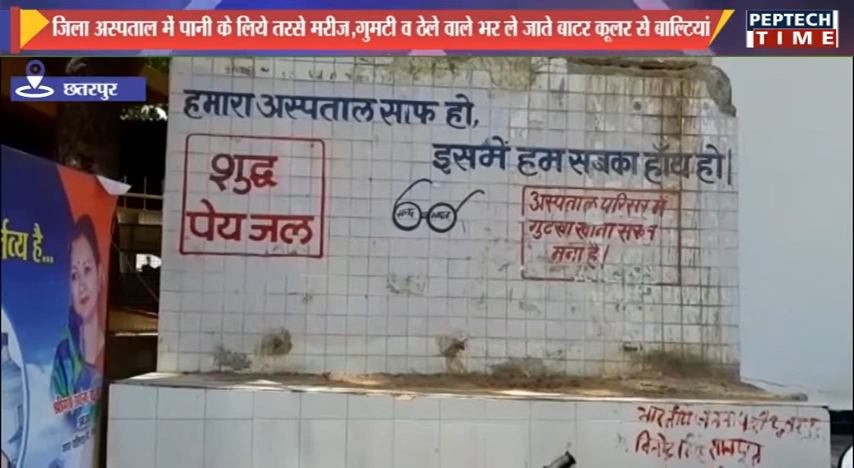 जिला अस्पताल में पानी के लिये तरसे मरीज,गुमटी व ठेले वाले भर ले जाते बाटर कूलर से बाल्टियां
PEPTECH
TIME
छतरपुर
हमारा अस्पताल साफ हो,
इसमें हम सबका हाँथ हो।
शुद्ध
पेय जल
अस्पताल परिसर में
गुटखा खाना सख्त
मना है।
है...